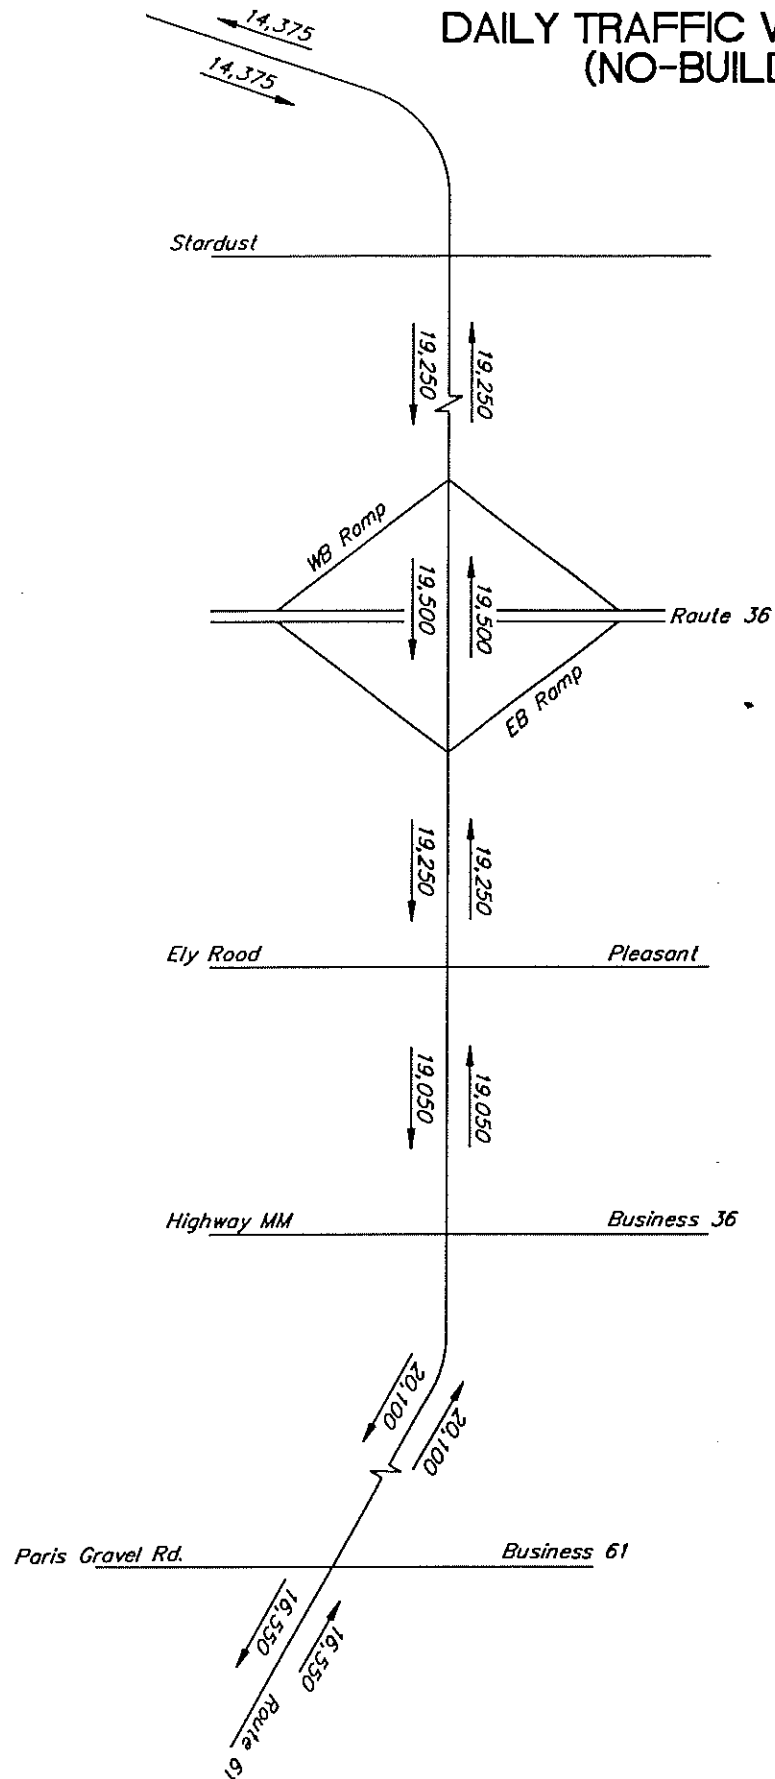 DAILY TRAFFIC V
(NO-BUILD
14,375
14,375
Stardust
19,250
19,250
WB Ramp
19,500
19,500
Route 36
EB Ramp
19,250
19,250
Ely Road
Pleasant
19,050
19,050
Highway MM
Business 36
20,100
20,100
Paris Gravel Rd.
Business 61
16,550
16,550
Route 61